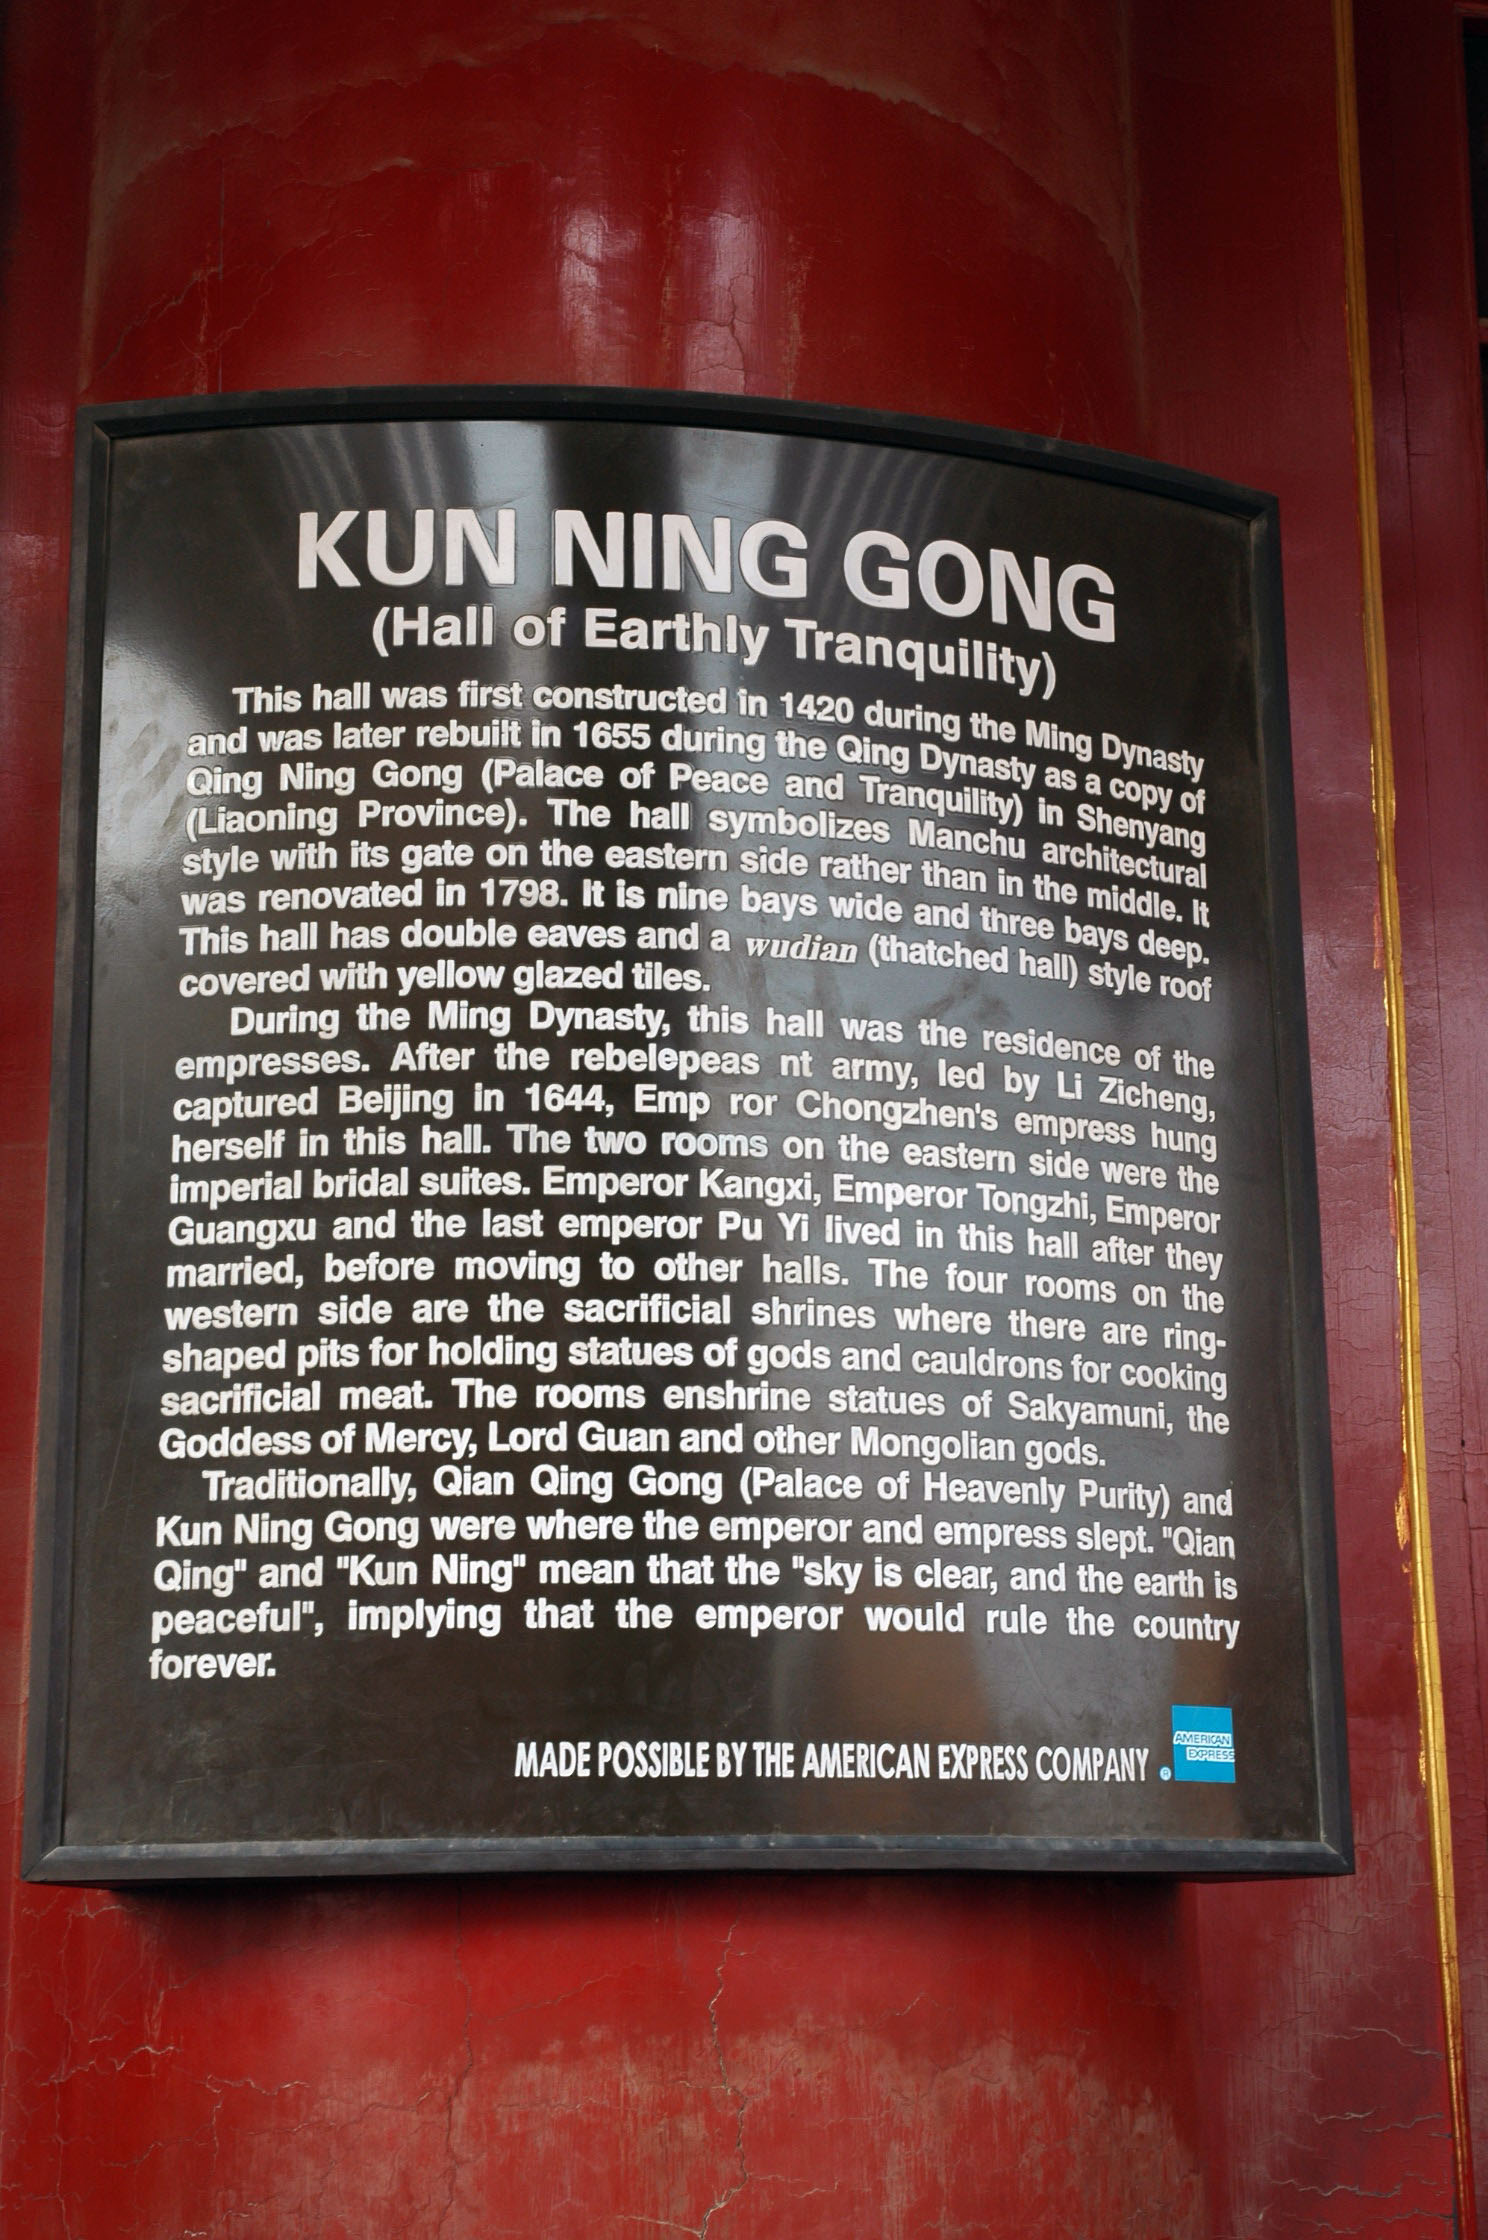 KUN NING GONG
(Hall of Earthly Tranquility)
This hall was first constructed in 1420 during the Ming Dynasty
and was later rebuilt in 1655 during the Qing Dynasty as a copy of
Qing Ning Gong (Palace of Peace and Tranquility) in Shenyang
(Liaoning Province). The hall symbolizes Manchu architectural
style with its gate on the eastern side rather than in the middle. It
was renovated in 1798. It is nine bays wide and three bays deep.
This hall has double eaves and a wudian (thatched hall) style roof
covered with yellow glazed tiles.
During the Ming Dynasty, this hall was the residence of the
empresses. After the rebelepeas nt army, led by Li Zicheng,
captured Beijing in 1644, Emp ror Chongzhen's empress hung
herself in this hall. The two rooms on the eastern side were the
imperial bridal suites. Emperor Kangxi, Emperor Tongzhi, Emperor
Guangxu and the last emperor Pu Yi lived in this hall after they
married, before moving to other halls. The four rooms on the
western side are the sacrificial shrines where there are ring-
shaped pits for holding statues of gods and cauldrons for cooking
sacrificial meat. The rooms enshrine statues of Sakyamuni, the
Goddess of Mercy, Lord Guan and other Mongolian gods.
Traditionally, Qian Qing Gong (Palace of Heavenly Purity) and
Kun Ning Gong were where the emperor and empress slept. "Qian
Qing" and "Kun Ning" mean that the "sky is clear, and the earth is
peaceful", implying that the emperor would rule the country
forever.
MADE POSSIBLE BY THE AMERICAN EXPRESS COMPANY ®
AMERICAN
EXPRESS